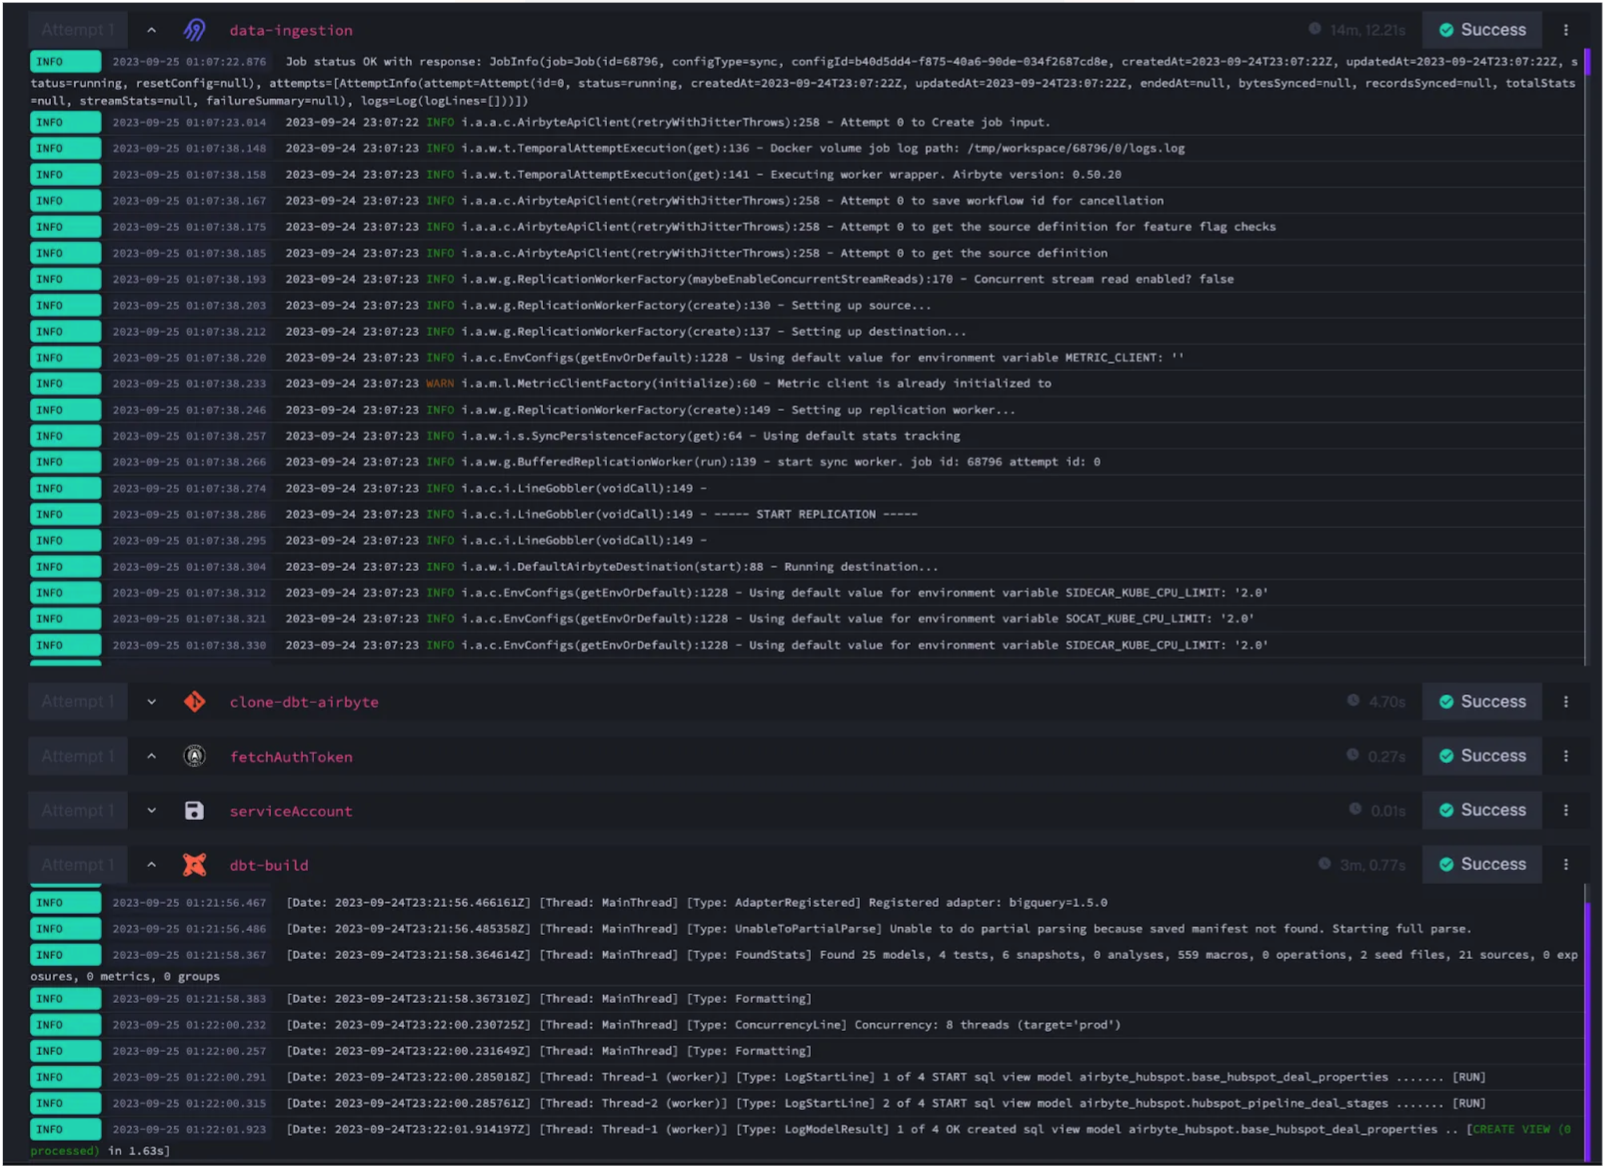 Attempt 1 data-ingestion 14m, 12.21s Success
INFO 2023-09-25 01:07:22.876 Job status OK with response: JobInfo(job=Job(id=68796, configType=sync, configId=b40d5dd4-f875-40a6-90de-034f2687cd8e, createdAt=2023-09-24T23:07:22Z, updatedAt=2023-09-24T23:07:22Z, s
tatus=running, resetConfig=null), attempts=[AttemptInfo(attempt=Attempt(id=0, status=running, createdAt=2023-09-24T23:07:22Z, updatedAt=2023-09-24T23:07:22Z, endedAt=null, bytesSynced=null, recordsSynced=null, totalStats
=null, streamStats=null, failureSummary=null), logs=Log(logLines=[]))])
INFO 2023-09-25 01:07:23.014 2023-09-24 23:07:22 INFO i.a.a.c.AirbyteApiClient(retryWithJitterThrows):258 - Attempt 0 to Create job input.
INFO 2023-09-25 01:07:38.148 2023-09-24 23:07:23 INFO i.a.w.t.TemporalAttemptExecution(get):136 - Docker volume job log path: /tmp/workspace/68796/0/logs.log
INFO 2023-09-25 01:07:38.158 2023-09-24 23:07:23 INFO i.a.w.t.TemporalAttemptExecution(get):141 - Executing worker wrapper. Airbyte version: 0.50.20
INFO 2023-09-25 01:07:38.167 2023-09-24 23:07:23 INFO i.a.a.c.AirbyteApiClient(retryWithJitterThrows):258 - Attempt 0 to save workflow id for cancellation
INFO 2023-09-25 01:07:38.175 2023-09-24 23:07:23 INFO i.a.a.c.AirbyteApiClient(retryWithJitterThrows):258 - Attempt 0 to get the source definition for feature flag checks
INFO 2023-09-25 01:07:38.185 2023-09-24 23:07:23 INFO i.a.a.c.AirbyteApiClient(retryWithJitterThrows):258 - Attempt 0 to get the source definition
INFO 2023-09-25 01:07:38.193 2023-09-24 23:07:23 INFO i.a.w.g.ReplicationWorkerFactory(maybeEnableConcurrentStreamReads):170 - Concurrent stream read enabled? false
INFO 2023-09-25 01:07:38.203 2023-09-24 23:07:23 INFO i.a.w.g.ReplicationWorkerFactory(create):130 - Setting up source...
INFO 2023-09-25 01:07:38.212 2023-09-24 23:07:23 INFO i.a.w.g.ReplicationWorkerFactory(create):137 - Setting up destination...
INFO 2023-09-25 01:07:38.220 2023-09-24 23:07:23 INFO i.a.c.EnvConfigs(getEnvOrDefault):1228 - Using default value for environment variable METRIC_CLIENT: ''
INFO 2023-09-25 01:07:38.233 2023-09-24 23:07:23 WARN i.a.m.l.MetricClientFactory(initialize):60 - Metric client is already initialized to
INFO 2023-09-25 01:07:38.246 2023-09-24 23:07:23 INFO i.a.w.g.ReplicationWorkerFactory(create):149 - Setting up replication worker...
INFO 2023-09-25 01:07:38.257 2023-09-24 23:07:23 INFO i.a.w.i.s.SyncPersistenceFactory(get):64 - Using default stats tracking
INFO 2023-09-25 01:07:38.266 2023-09-24 23:07:23 INFO i.a.w.g.BufferedReplicationWorker(run):139 - start sync worker. job id: 68796 attempt id: 0
INFO 2023-09-25 01:07:38.274 2023-09-24 23:07:23 INFO i.a.c.i.LineGobbler(voidCall):149 -
INFO 2023-09-25 01:07:38.286 2023-09-24 23:07:23 INFO i.a.c.i.LineGobbler(voidCall):149 - ----- START REPLICATION -----
INFO 2023-09-25 01:07:38.295 2023-09-24 23:07:23 INFO i.a.c.i.LineGobbler(voidCall):149 -
INFO 2023-09-25 01:07:38.304 2023-09-24 23:07:23 INFO i.a.w.i.DefaultAirbyteDestination(start):88 - Running destination...
INFO 2023-09-25 01:07:38.312 2023-09-24 23:07:23 INFO i.a.c.EnvConfigs(getEnvOrDefault):1228 - Using default value for environment variable SIDECAR_KUBE_CPU_LIMIT: '2.0'
INFO 2023-09-25 01:07:38.321 2023-09-24 23:07:23 INFO i.a.c.EnvConfigs(getEnvOrDefault):1228 - Using default value for environment variable SOCAT_KUBE_CPU_LIMIT: '2.0'
INFO 2023-09-25 01:07:38.330 2023-09-24 23:07:23 INFO i.a.c.EnvConfigs(getEnvOrDefault):1228 - Using default value for environment variable SIDECAR_KUBE_CPU_LIMIT: '2.0'
Attempt 1 clone-dbt-airbyte 4.70s Success
Attempt 1 fetchAuthToken 0.27s Success
Attempt 1 serviceAccount 0.01s Success
Attempt 1 dbt-build 3m, 0.77s Success
INFO 2023-09-25 01:21:56.467 [Date: 2023-09-24T23:21:56.466161Z] [Thread: MainThread] [Type: AdapterRegistered] Registered adapter: bigquery=1.5.0
INFO 2023-09-25 01:21:56.486 [Date: 2023-09-24T23:21:56.485358Z] [Thread: MainThread] [Type: UnableToPartialParse] Unable to do partial parsing because saved manifest not found. Starting full parse.
INFO 2023-09-25 01:21:58.367 [Date: 2023-09-24T23:21:58.364614Z] [Thread: MainThread] [Type: FoundStats] Found 25 models, 4 tests, 6 snapshots, 0 analyses, 559 macros, 0 operations, 2 seed files, 21 sources, 0 exp
osures, 0 metrics, 0 groups
INFO 2023-09-25 01:21:58.383 [Date: 2023-09-24T23:21:58.367310Z] [Thread: MainThread] [Type: Formatting]
INFO 2023-09-25 01:22:00.232 [Date: 2023-09-24T23:22:00.230725Z] [Thread: MainThread] [Type: ConcurrencyLine] Concurrency: 8 threads (target='prod')
INFO 2023-09-25 01:22:00.257 [Date: 2023-09-24T23:22:00.231649Z] [Thread: MainThread] [Type: Formatting]
INFO 2023-09-25 01:22:00.291 [Date: 2023-09-24T23:22:00.285018Z] [Thread: Thread-1 (worker)] [Type: LogStartLine] 1 of 4 START sql view model airbyte_hubspot.base_hubspot_deal_properties ....... [RUN]
INFO 2023-09-25 01:22:00.315 [Date: 2023-09-24T23:22:00.285761Z] [Thread: Thread-2 (worker)] [Type: LogStartLine] 2 of 4 START sql view model airbyte_hubspot.hubspot_pipeline_deal_stages ....... [RUN]
INFO 2023-09-25 01:22:01.923 [Date: 2023-09-24T23:22:01.914197Z] [Thread: Thread-1 (worker)] [Type: LogModelResult] 1 of 4 OK created sql view model airbyte_hubspot.base_hubspot_deal_properties .. [CREATE VIEW (0
processed) in 1.63s]